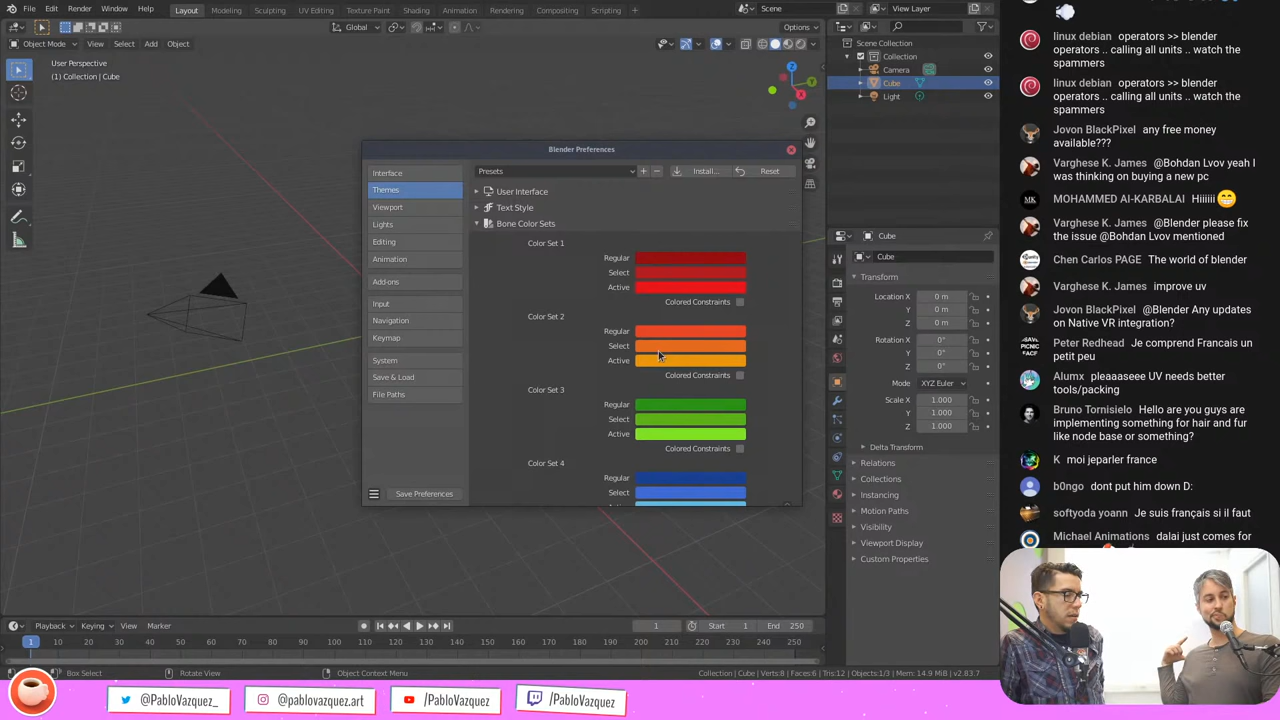 File Edit Render Window Help
Layout Modeling Sculpting UV Editing Texture Paint Shading Animation Rendering Compositing Scripting +
Scene
View Layer
Global
Options
Object Mode View Select Add Object
User Perspective
(1) Collection | Cube
Z
Y
X
Blender Preferences
Interface
Themes
Viewport
Lights
Editing
Animation
Add-ons
Input
Navigation
Keymap
System
Save & Load
File Paths
Save Preferences
Presets
Install...
Reset
User Interface
Text Style
Bone Color Sets
Color Set 1
Regular
Select
Active
Colored Constraints
Color Set 2
Regular
Select
Active
Colored Constraints
Color Set 3
Regular
Select
Active
Colored Constraints
Color Set 4
Regular
Select
Scene Collection
Collection
Camera
Cube
Light
Cube
Cube
Transform
Location X 0 m
Y 0 m
Z 0 m
Rotation X 0°
Y 0°
Z 0°
Mode XYZ Euler
Scale X 1.000
Y 1.000
Z 1.000
Delta Transform
Relations
Collections
Instancing
Motion Paths
Visibility
Viewport Display
Custom Properties
linux debian operators >> blender
operators .. calling all units .. watch the
spammers
linux debian operators >> blender
operators .. calling all units .. watch the
spammers
Jovon BlackPixel any free money
available???
Varghese K. James @Bohdan Lvov yeah I
was thinking on buying a new pc
MK MOHAMMED Al-KARBALAI Hiiiiii
Varghese K. James @Blender please fix
the issue @Bohdan Lvov mentioned
Chen Carlos PAGE The world of blender
Varghese K. James improve uv
Jovon BlackPixel @Blender Any updates
on Native VR integration?
Peter Redhead Je comprend Francais un
petit peu
Alumx pleaaaseee UV needs better
tools/packing
Bruno Tornisielo Hello are you guys are
implementing something for hair and fur
like node base or something?
K moi jeparler france
b0ngo dont put him down D:
softyoda yoann Je suis français si il faut
Michael Animations dalai just comes for
Playback Keying View Marker
1
Start 1
End 250
1 10 20 30 40 50 60 70 80 90 100 110 120 130 140 150 160 170 180 190 200 210 220 230 240 250
Box Select Rotate View Object Context Menu
Collection | Cube | Verts:8 | Faces:6 | Tris:12 | Objects:1/3 | Mem: 14.9 MiB | v2.83.7
@PabloVazquez_
@pablovazquez.art
/PabloVazquez
/PabloVazquez